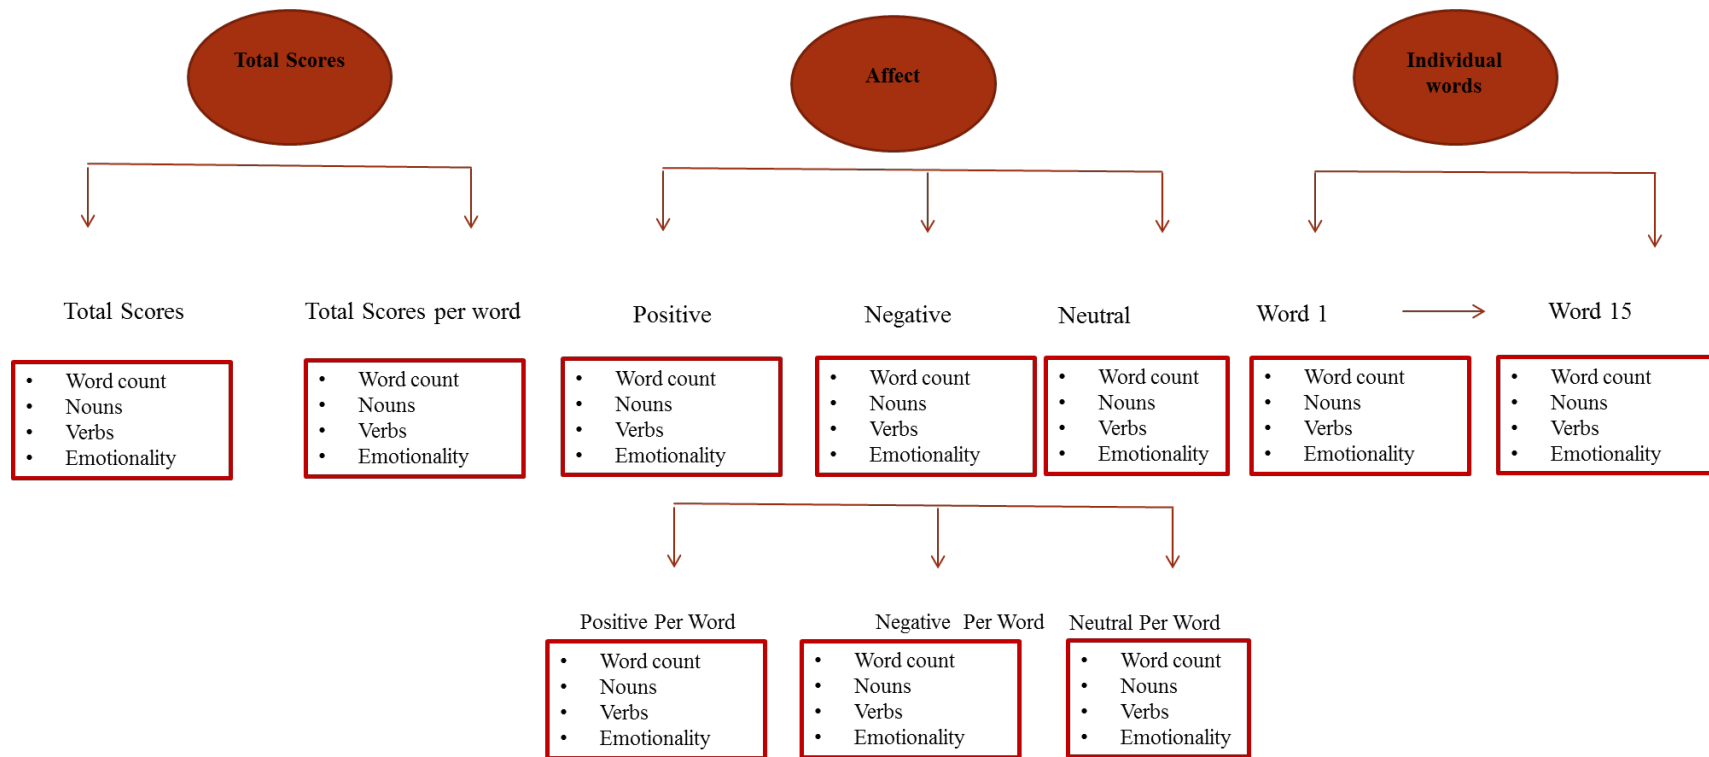 Total Scores
Affect
Individual
words
Total Scores
Total Scores per word
Positive
Negative
Neutral
Word 1
Word 15
• Word count
• Nouns
• Verbs
• Emotionality
• Word count
• Nouns
• Verbs
• Emotionality
• Word count
• Nouns
• Verbs
• Emotionality
• Word count
• Nouns
• Verbs
• Emotionality
• Word count
• Nouns
• Verbs
• Emotionality
• Word count
• Nouns
• Verbs
• Emotionality
• Word count
• Nouns
• Verbs
• Emotionality
Positive Per Word
Negative Per Word
Neutral Per Word
• Word count
• Nouns
• Verbs
• Emotionality
• Word count
• Nouns
• Verbs
• Emotionality
• Word count
• Nouns
• Verbs
• Emotionality